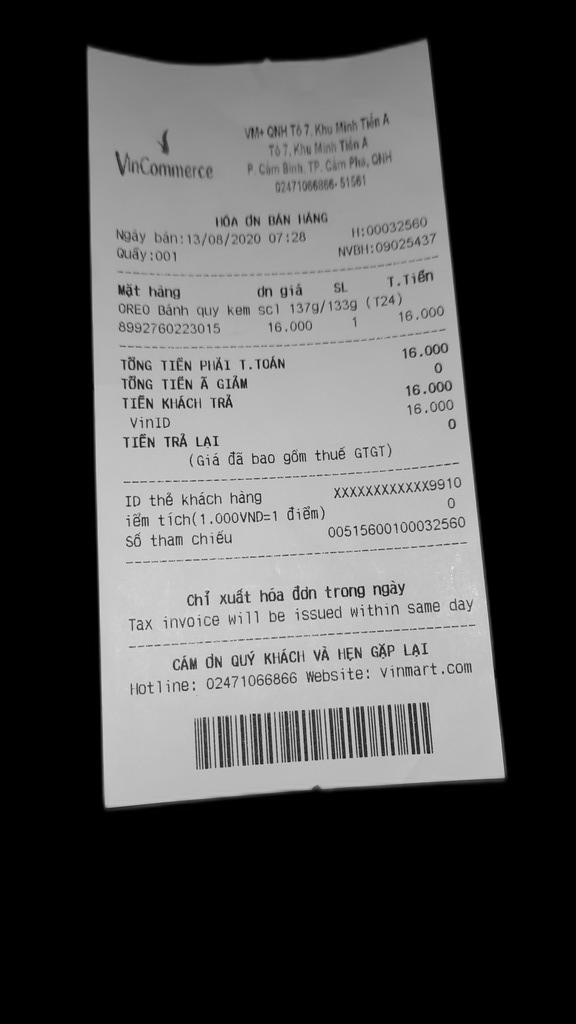 VinCommerce
VM+ QNH Tổ 7, Khu Minh Tiến A
Tổ 7, Khu Minh Tiến A
P. Cẩm Bình, TP. Cẩm Phả, QNH
02471066866-51561
HÓA ƠN BÁN HÀNG
Ngày bán:13/08/2020 07:28 H:00032560
Quầy:001 NVBH:09025437
Mặt hàng ơn giá SL T.Tiền
OREO Bánh quy kem scl 137g/133g (T24)
8992760223015 16.000 1 16.000
TỔNG TIỀN PHẢI T.TOÁN 16.000
TỔNG TIỀN Ã GIẢM 0
TIỀN KHÁCH TRẢ 16.000
VinID 16.000
TIỀN TRẢ LẠI 0
(Giá đã bao gồm thuế GTGT)
ID thẻ khách hàng XXXXXXXXXXXX9910
iểm tích(1.000VND=1 điểm) 0
Số tham chiếu 00515600100032560
Chỉ xuất hóa đơn trong ngày
Tax invoice will be issued within same day
CẢM ƠN QUÝ KHÁCH VÀ HẸN GẶP LẠI
Hotline: 02471066866 Website: vinmart.com